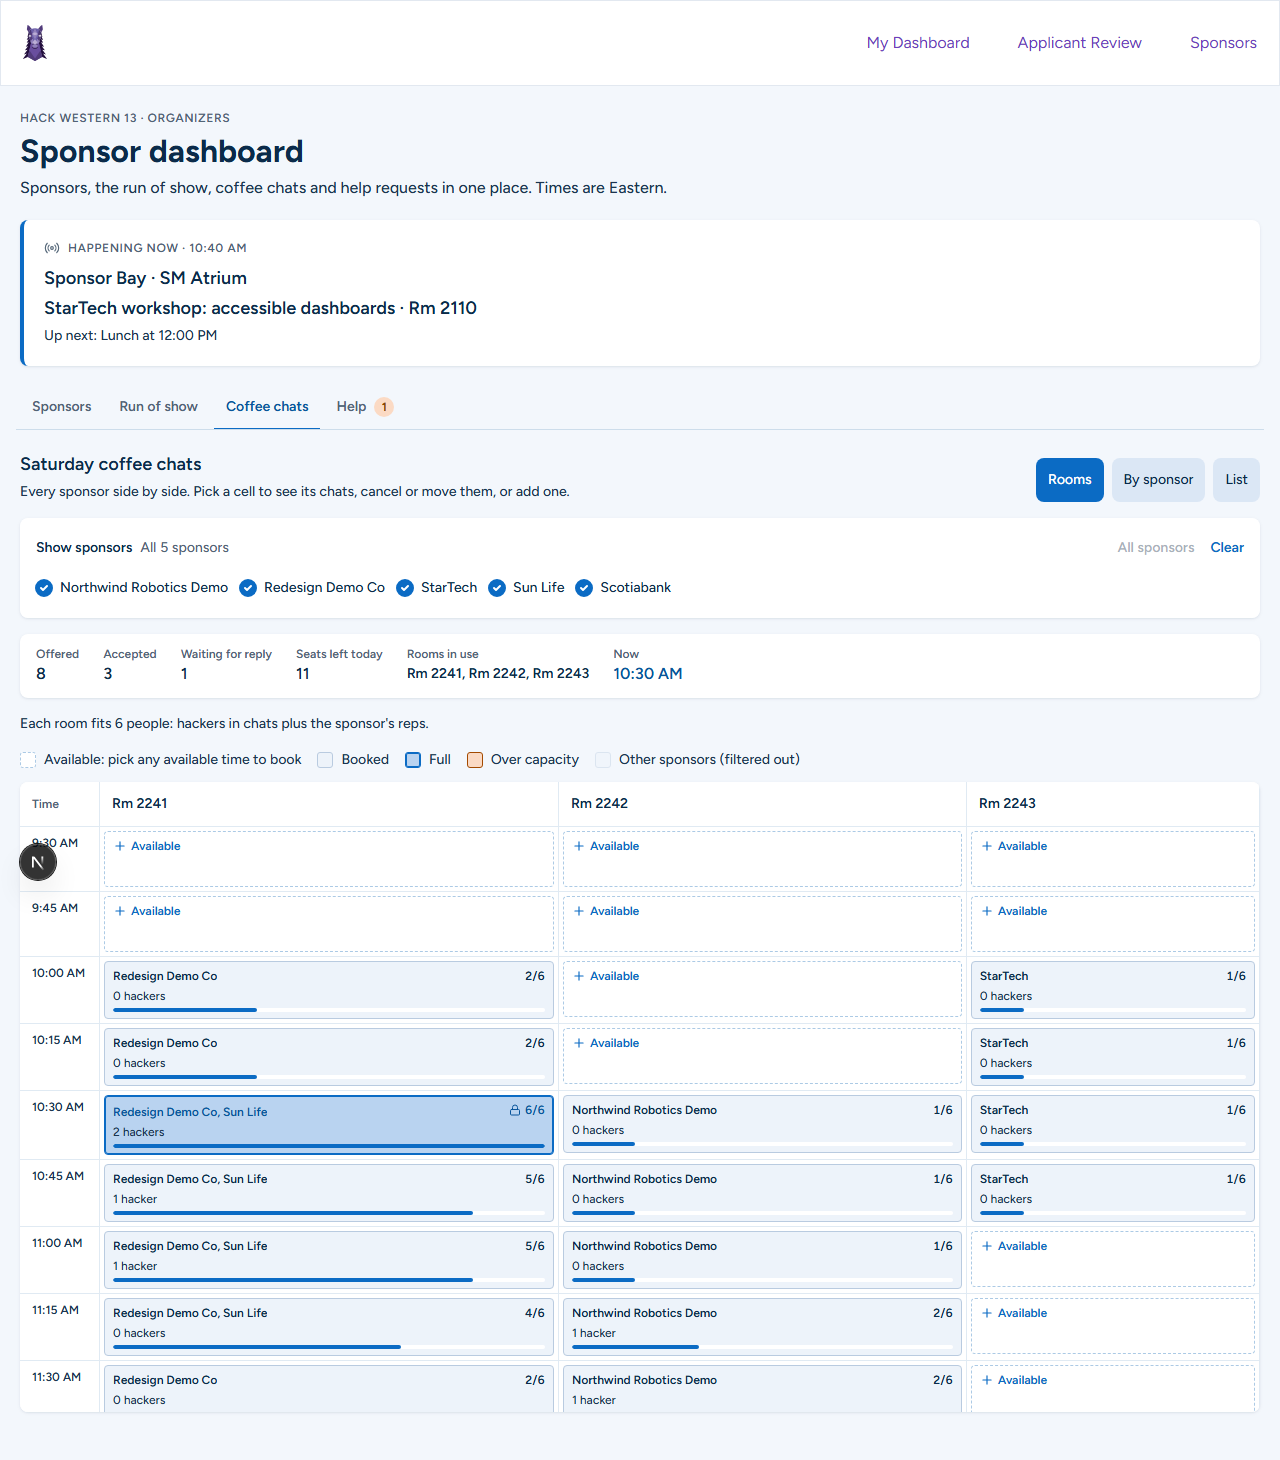 My Dashboard Applicant Review Sponsors
HACK WESTERN 13 · ORGANIZERS
Sponsor dashboard
Sponsors, the run of show, coffee chats and help requests in one place. Times are Eastern.
HAPPENING NOW · 10:40 AM
Sponsor Bay · SM Atrium
StarTech workshop: accessible dashboards · Rm 2110
Up next: Lunch at 12:00 PM
Sponsors Run of show Coffee chats Help 1
Saturday coffee chats
Every sponsor side by side. Pick a cell to see its chats, cancel or move them, or add one.
Rooms By sponsor List
Show sponsors All 5 sponsors All sponsors Clear
Northwind Robotics Demo Redesign Demo Co StarTech Sun Life Scotiabank
Offered Accepted Waiting for reply Seats left today Rooms in use Now
8 3 1 11 Rm 2241, Rm 2242, Rm 2243 10:30 AM
Each room fits 6 people: hackers in chats plus the sponsor's reps.
Available: pick any available time to book Booked Full Over capacity Other sponsors (filtered out)
Time Rm 2241 Rm 2242 Rm 2243
9:30 AM + Available + Available + Available
N
9:45 AM + Available + Available + Available
10:00 AM Redesign Demo Co 2/6 + Available StarTech 1/6
0 hackers 0 hackers
10:15 AM Redesign Demo Co 2/6 + Available StarTech 1/6
0 hackers 0 hackers
10:30 AM Redesign Demo Co, Sun Life 6/6 Northwind Robotics Demo 1/6 StarTech 1/6
2 hackers 0 hackers 0 hackers
10:45 AM Redesign Demo Co, Sun Life 5/6 Northwind Robotics Demo 1/6 StarTech 1/6
1 hacker 0 hackers 0 hackers
11:00 AM Redesign Demo Co, Sun Life 5/6 Northwind Robotics Demo 1/6 + Available
1 hacker 0 hackers
11:15 AM Redesign Demo Co, Sun Life 4/6 Northwind Robotics Demo 2/6 + Available
0 hackers 1 hacker
11:30 AM Redesign Demo Co 2/6 Northwind Robotics Demo 2/6 + Available
0 hackers 1 hacker